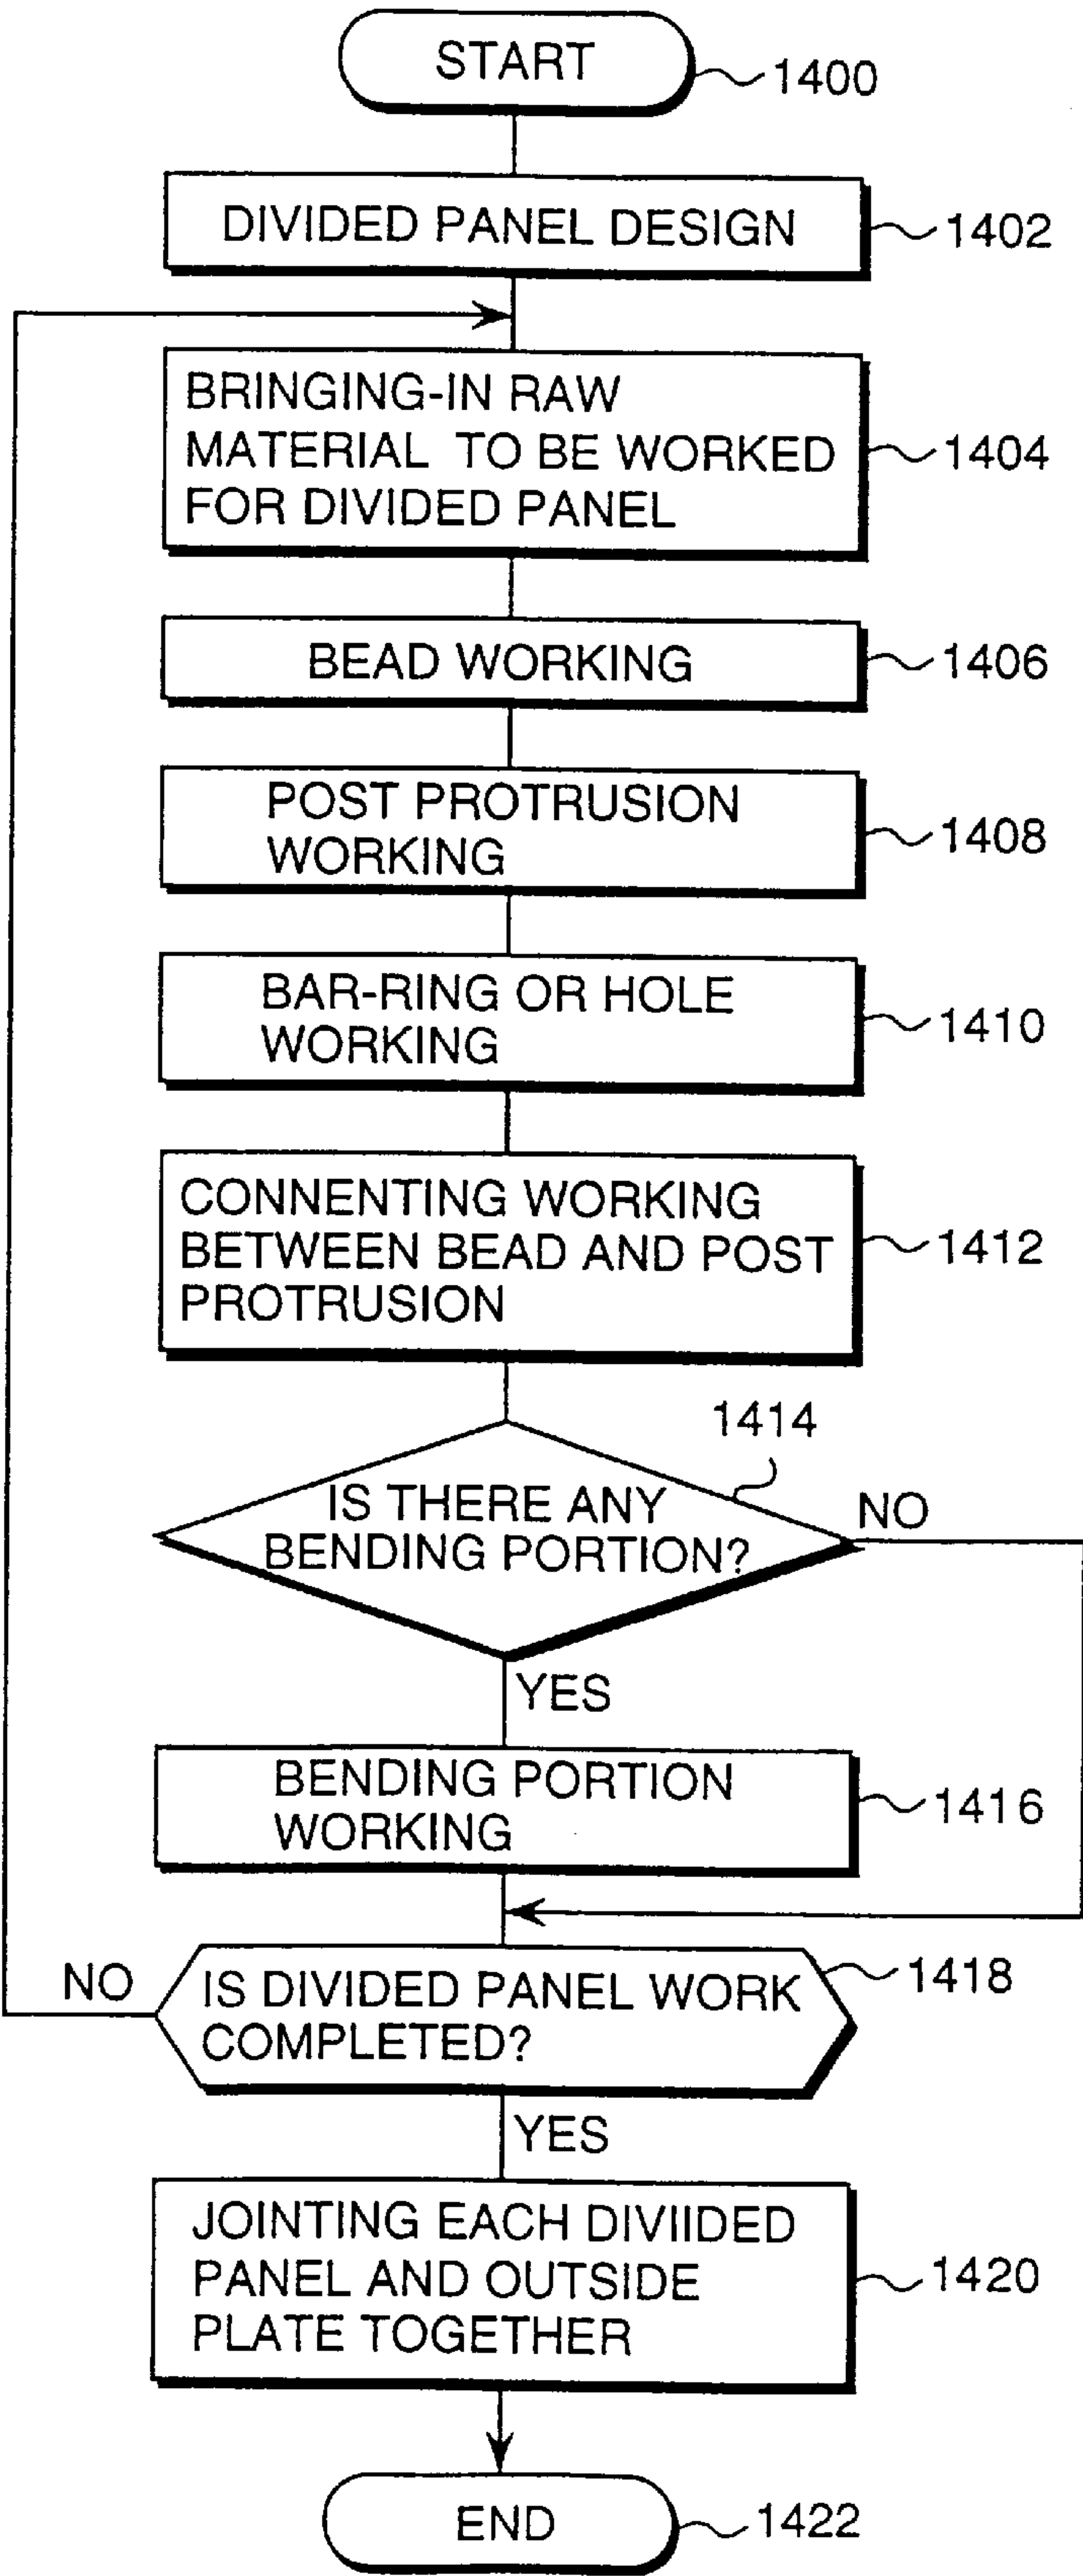 START
1400
DIVIDED PANEL DESIGN
1402
BRINGING-IN RAW
MATERIAL TO BE WORKED
FOR DIVIDED PANEL
1404
BEAD WORKING
1406
POST PROTRUSION
WORKING
1408
BAR-RING OR HOLE
WORKING
1410
CONNENTING WORKING
BETWEEN BEAD AND POST
PROTRUSION
1412
1414
IS THERE ANY
BENDING PORTION?
NO
YES
BENDING PORTION
WORKING
1416
NO
IS DIVIDED PANEL WORK
COMPLETED?
1418
YES
JOINTING EACH DIVIIDED
PANEL AND OUTSIDE
PLATE TOGETHER
1420
END
1422